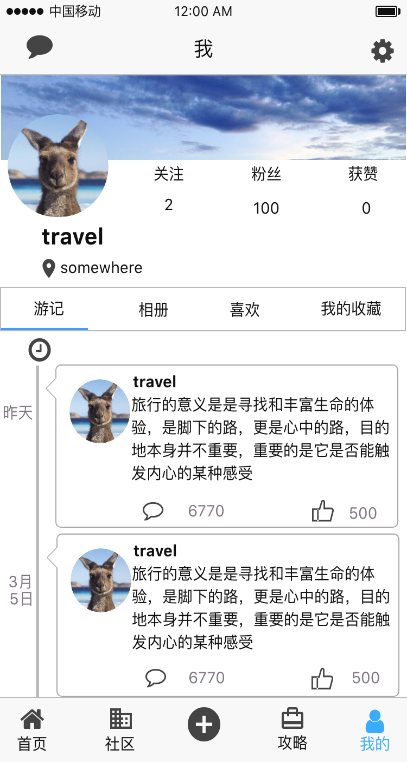 中国移动 12:00 AM
我
关注 粉丝 获赞
2 100 0
travel
somewhere
游记 相册 喜欢 我的收藏
昨天
travel
旅行的意义是是寻找和丰富生命的体
验，是脚下的路，更是心中的路，目的
地本身并不重要，重要的是它是否能触
发内心的某种感受
6770 500
3月
5日
travel
旅行的意义是是寻找和丰富生命的体
验，是脚下的路，更是心中的路，目的
地本身并不重要，重要的是它是否能触
发内心的某种感受
6770 500
首页 社区 攻略 我的